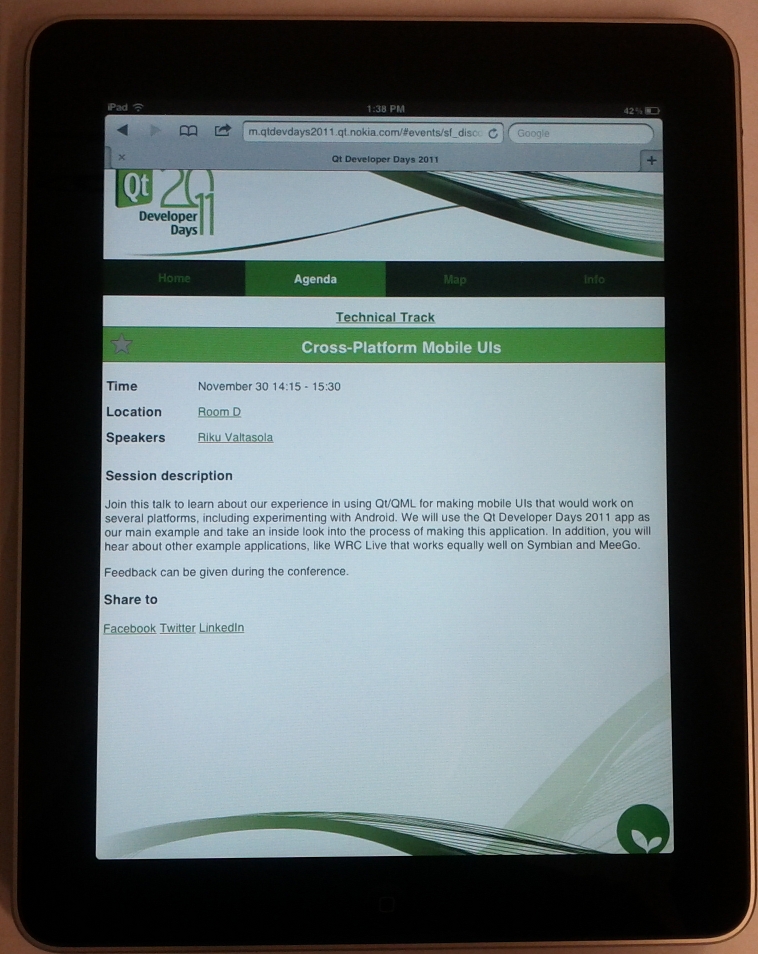 iPad 1:38 PM 42%
m.qtdevdays2011.qt.nokia.com/#events/sf_disc Google
Qt Developer Days 2011
Qt 2011
Developer
Days
Home Agenda Map Info
Technical Track
Cross-Platform Mobile UIs
Time November 30 14:15 - 15:30
Location Room D
Speakers Riku Valtasola
Session description
Join this talk to learn about our experience in using Qt/QML for making mobile UIs that would work on
several platforms, including experimenting with Android. We will use the Qt Developer Days 2011 app as
our main example and take an inside look into the process of making this application. In addition, you will
hear about other example applications, like WRC Live that works equally well on Symbian and MeeGo.
Feedback can be given during the conference.
Share to
Facebook Twitter LinkedIn